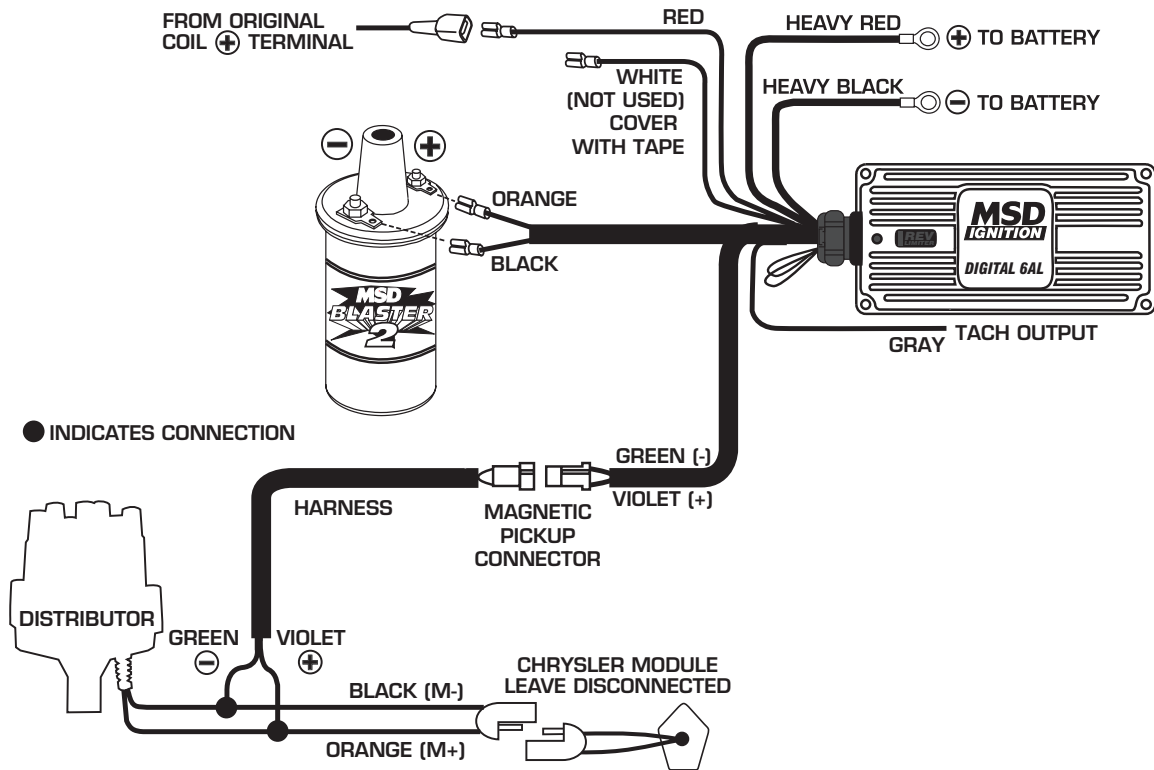 FROM ORIGINAL
COIL ⊕ TERMINAL
RED
HEAVY RED
⊕ TO BATTERY
WHITE
(NOT USED)
COVER
WITH TAPE
HEAVY BLACK
⊖ TO BATTERY
⊖ ⊕
ORANGE
BLACK
MSD
BLASTER
2
REV
LIMITER
MSD
IGNITION
DIGITAL 6AL
GRAY
TACH OUTPUT
INDICATES CONNECTION
HARNESS
MAGNETIC
PICKUP
CONNECTOR
GREEN (-)
VIOLET (+)
DISTRIBUTOR
GREEN
⊖
VIOLET
⊕
BLACK (M-)
ORANGE (M+)
CHRYSLER MODULE
LEAVE DISCONNECTED